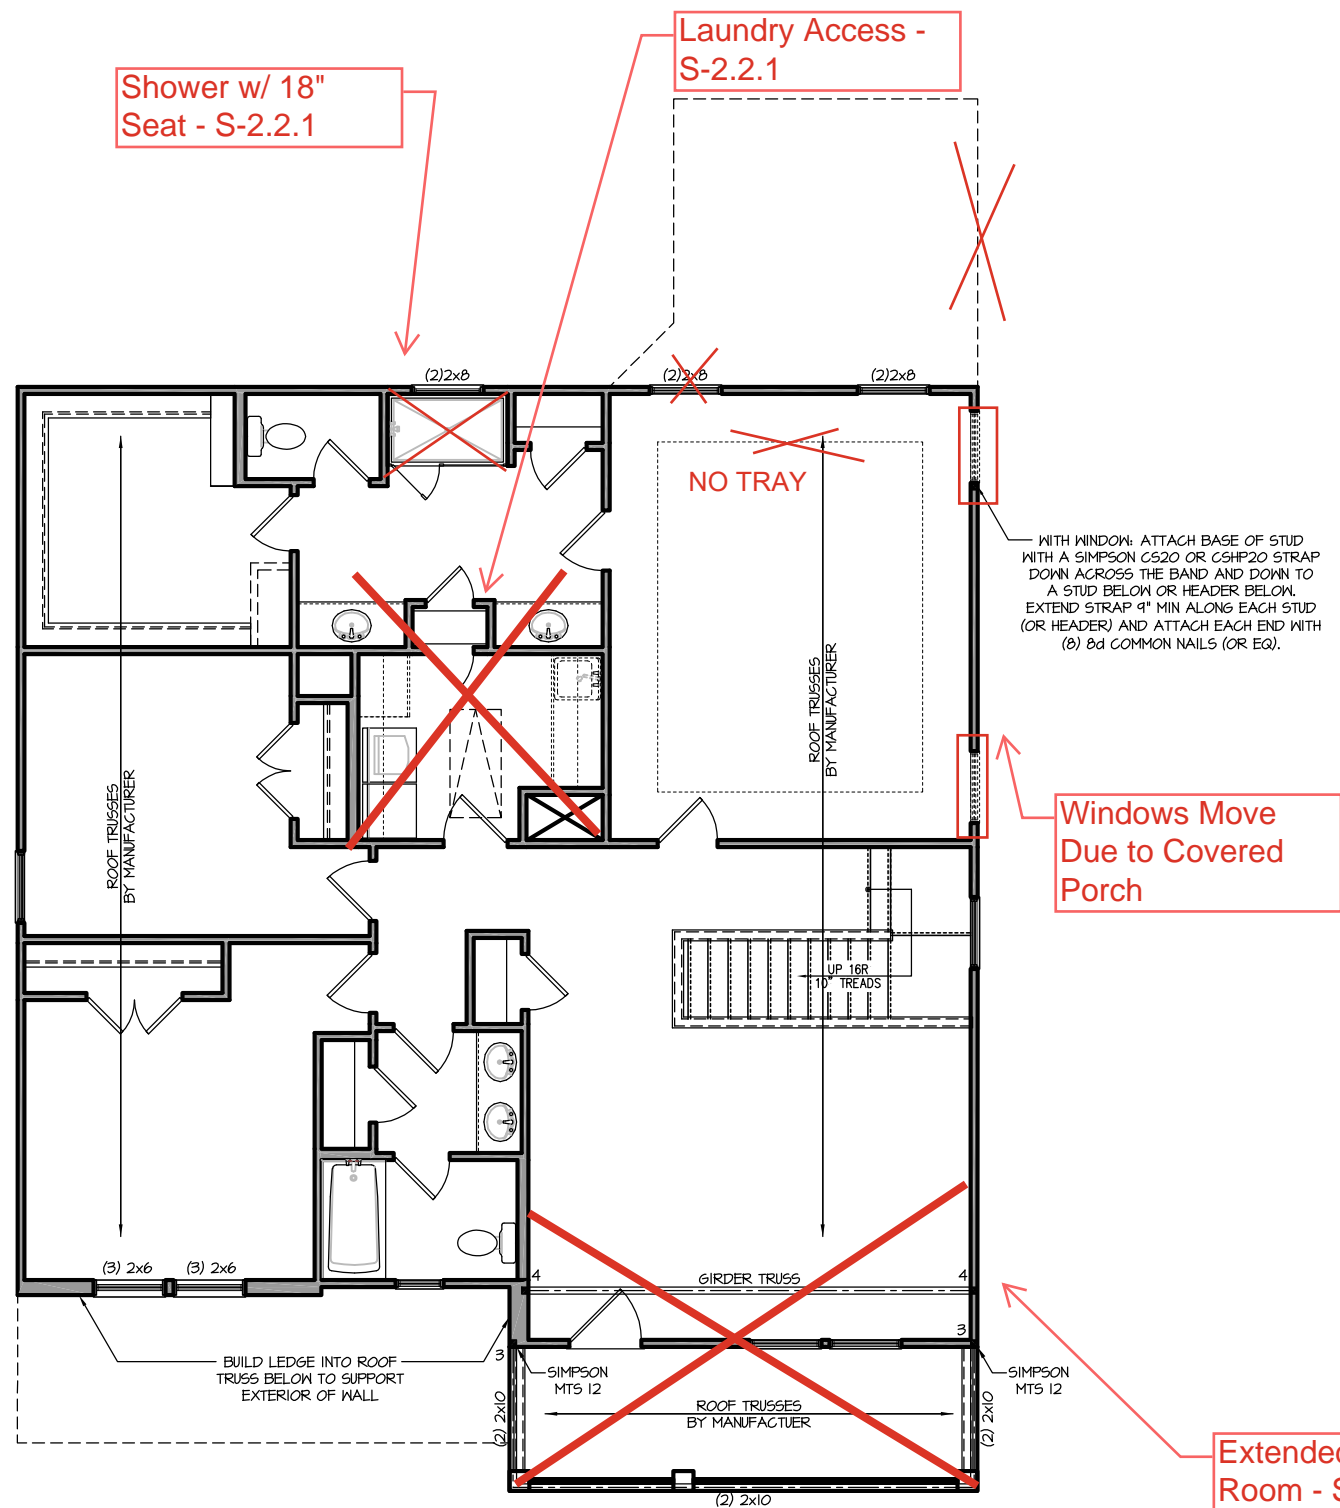 Laundry Access -
S-2.2.1
Shower w/ 18"
Seat - S-2.2.1
(2)2x8
(2)2x8
(2)2x8
NO TRAY
WITH WINDOW: ATTACH BASE OF STUD
WITH A SIMPSON CS20 OR CSHP20 STRAP
DOWN ACROSS THE BAND AND DOWN TO
A STUD BELOW OR HEADER BELOW.
EXTEND STRAP 9" MIN ALONG EACH STUD
(OR HEADER) AND ATTACH EACH END WITH
(8) 8d COMMON NAILS (OR EQ).
ROOF TRUSSES
BY MANUFACTURER
ROOF TRUSSES
BY MANUFACTURER
Windows Move
Due to Covered
Porch
UP 16R
10" TREADS
(3) 2x6
(3) 2x6
4
GIRDER TRUSS
4
3
3
BUILD LEDGE INTO ROOF
TRUSS BELOW TO SUPPORT
EXTERIOR OF WALL
SIMPSON
MTS 12
SIMPSON
MTS 12
(2) 2x10
ROOF TRUSSES
BY MANUFACTUER
(2) 2x10
(2) 2x10
Extended
Room - S